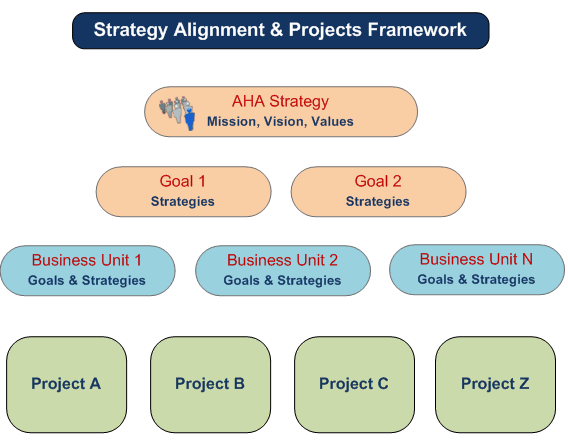 Strategy Alignment & Projects Framework
AHA Strategy
Mission, Vision, Values
Goal 1
Strategies
Goal 2
Strategies
Business Unit 1
Goals & Strategies
Business Unit 2
Goals & Strategies
Business Unit N
Goals & Strategies
Project A
Project B
Project C
Project Z